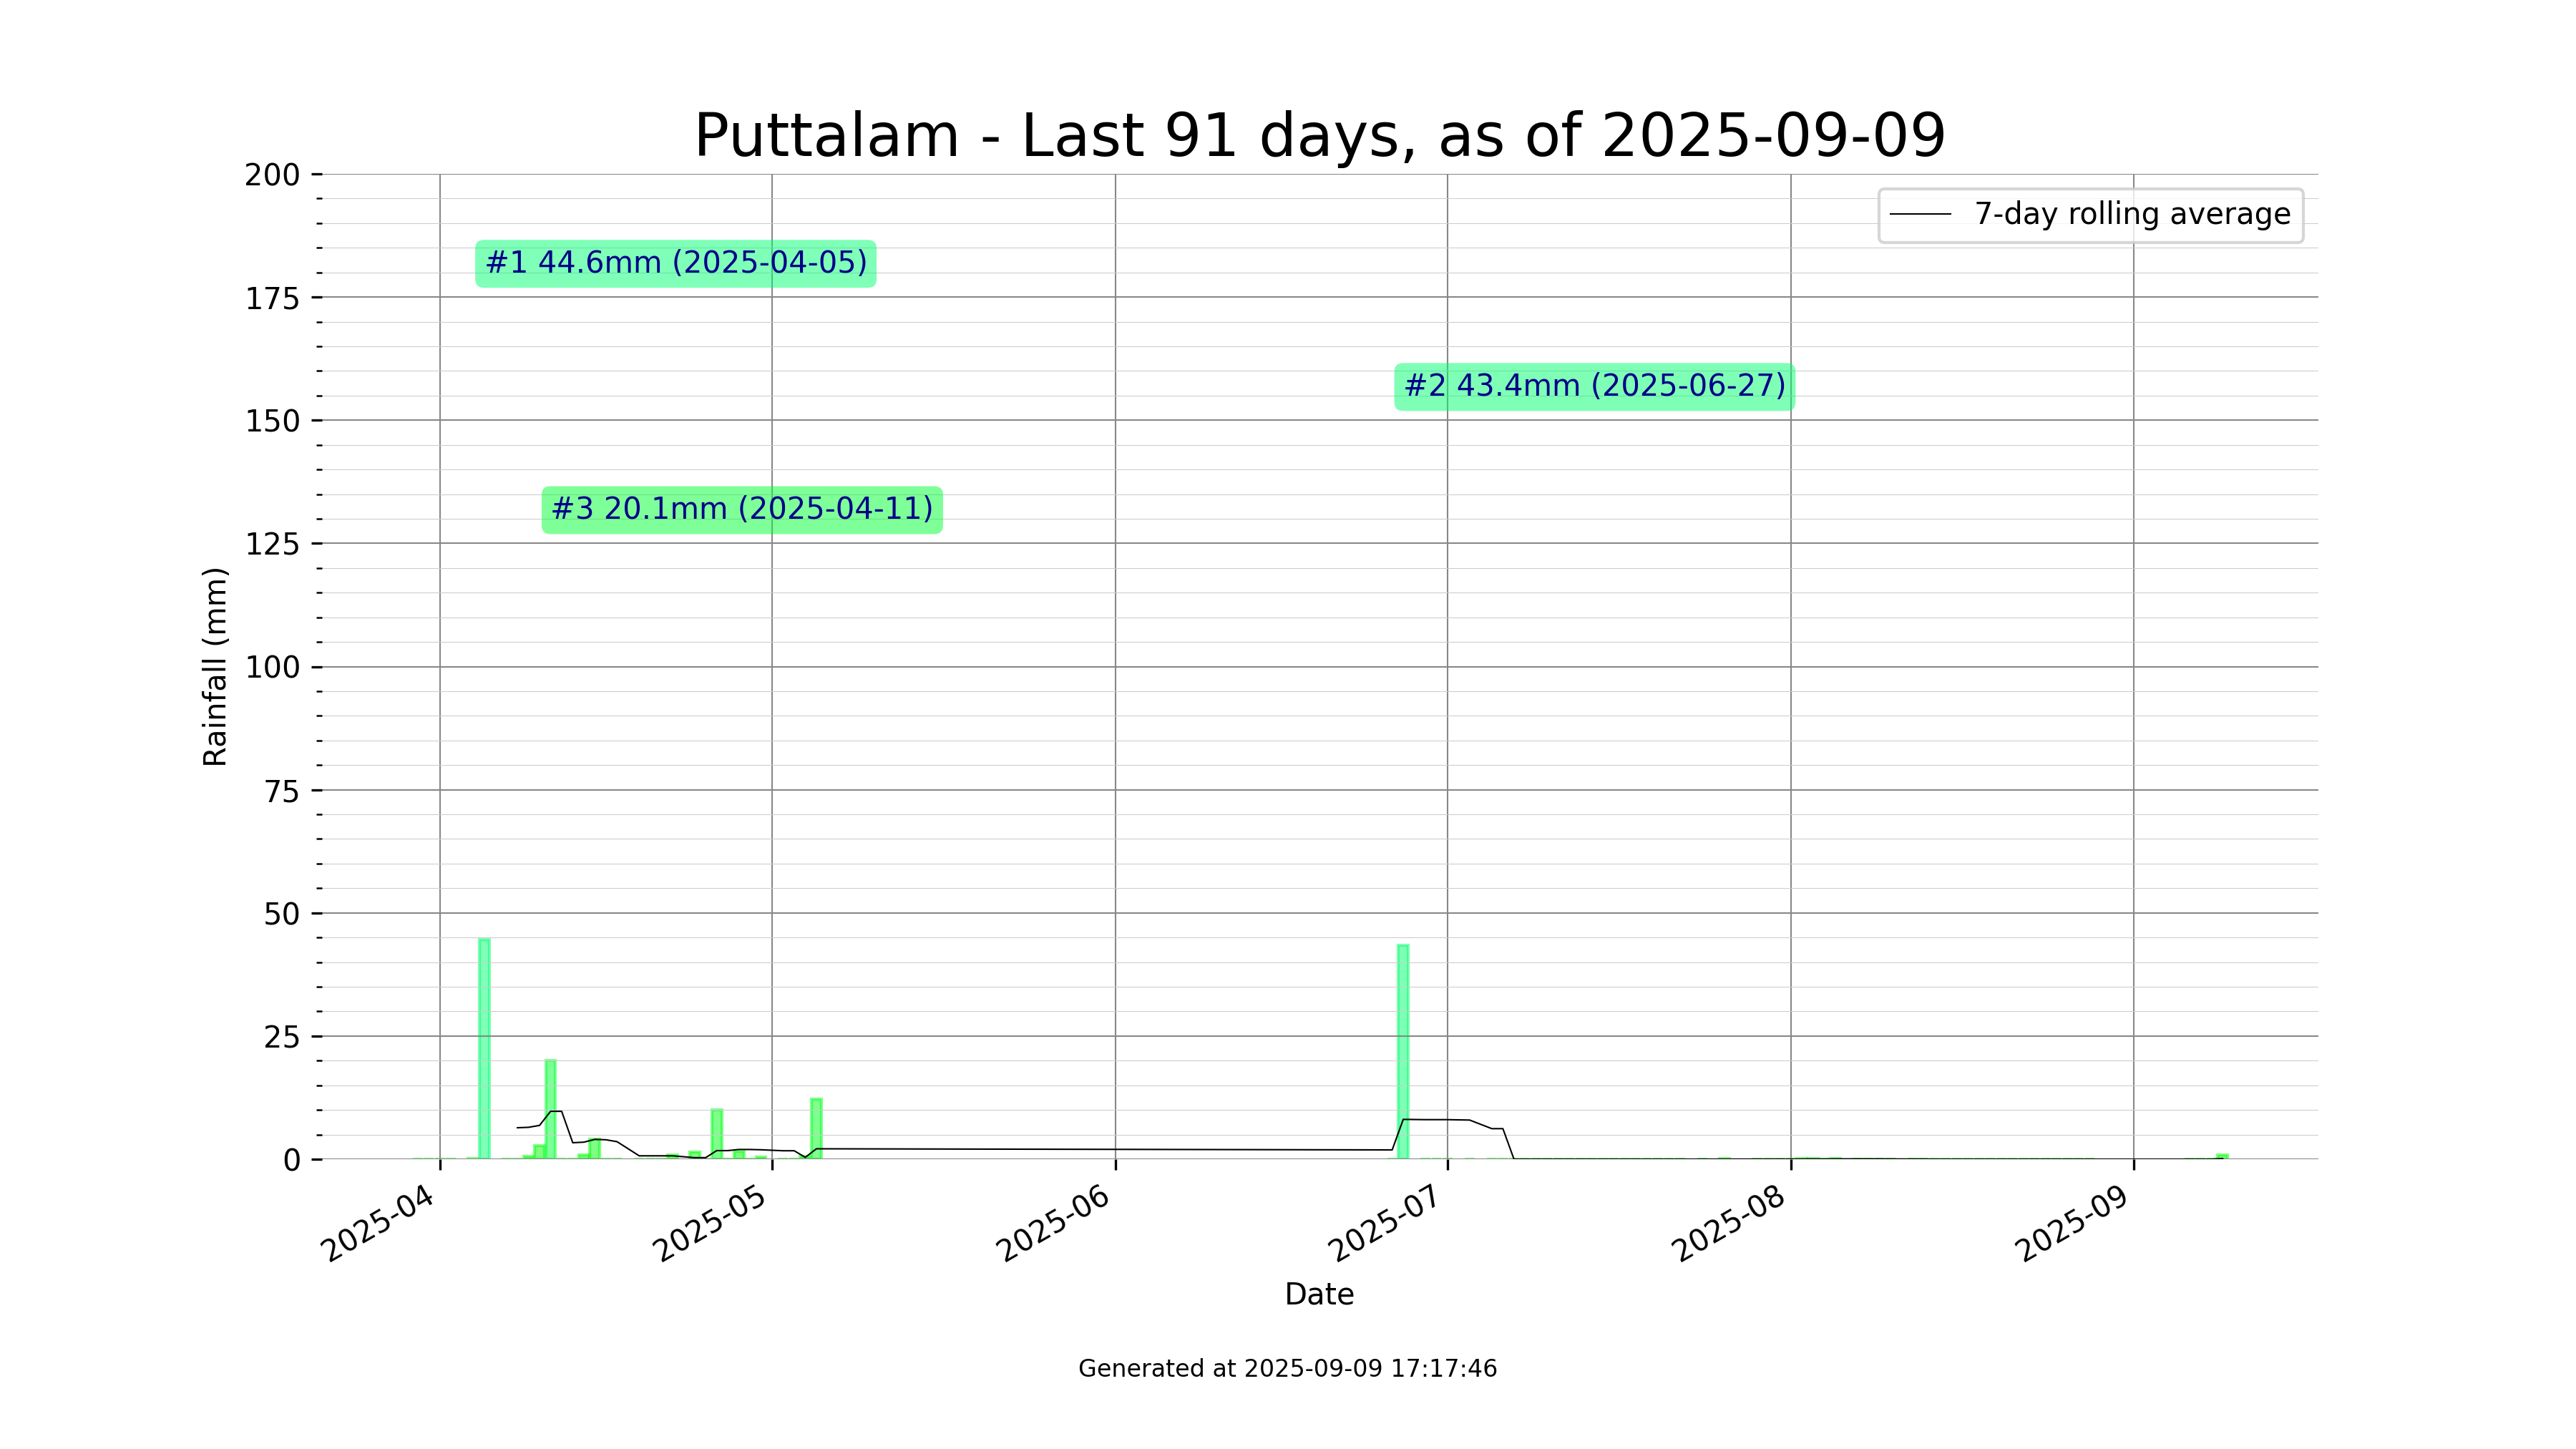 Puttalam - Last 91 days, as of 2025-09-09
200
175
150
125
100
75
50
25
0
Rainfall (mm)
7-day rolling average
#1 44.6mm (2025-04-05)
#2 43.4mm (2025-06-27)
#3 20.1mm (2025-04-11)
2025-04
2025-05
2025-06
2025-07
2025-08
2025-09
Date
Generated at 2025-09-09 17:17:46